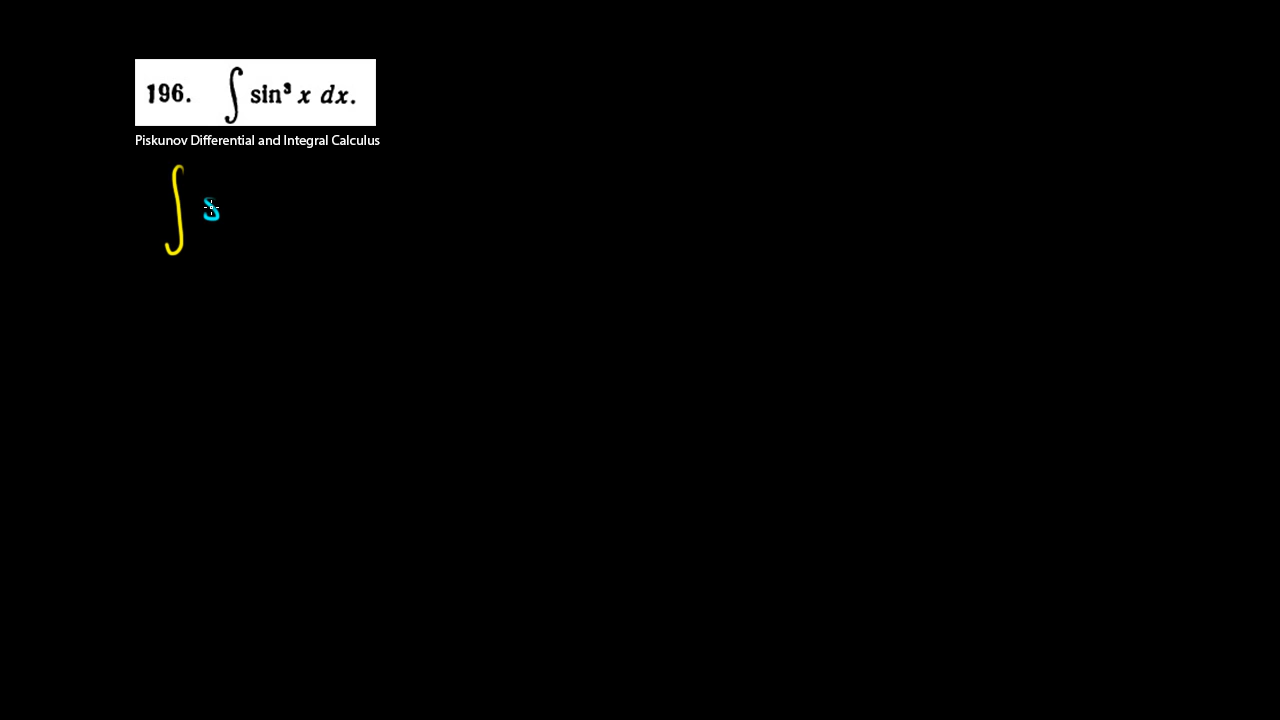 196. ∫ sin³ x dx.
Piskunov Differential and Integral Calculus
∫ s